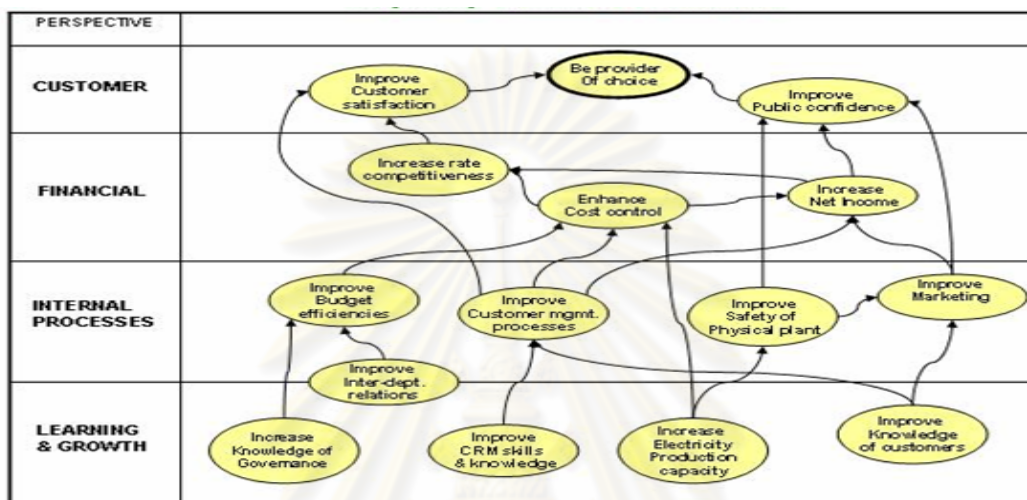 PERSPECTIVE
CUSTOMER
Improve
Customer
satisfaction
Be provider
Of choice
Improve
Public confidence
FINANCIAL
Increase rate
competitiveness
Enhance
Cost control
Increase
Net Income
INTERNAL
PROCESSES
Improve
Budget
efficiencies
Improve
Customer mgmt.
processes
Improve
Safety of
Physical plant
Improve
Marketing
Improve
Inter-dept.
relations
LEARNING
& GROWTH
Increase
Knowledge of
Governance
Improve
CRM skills
& knowledge
Increase
Electricity
Production
capacity
Improve
Knowledge
of customers